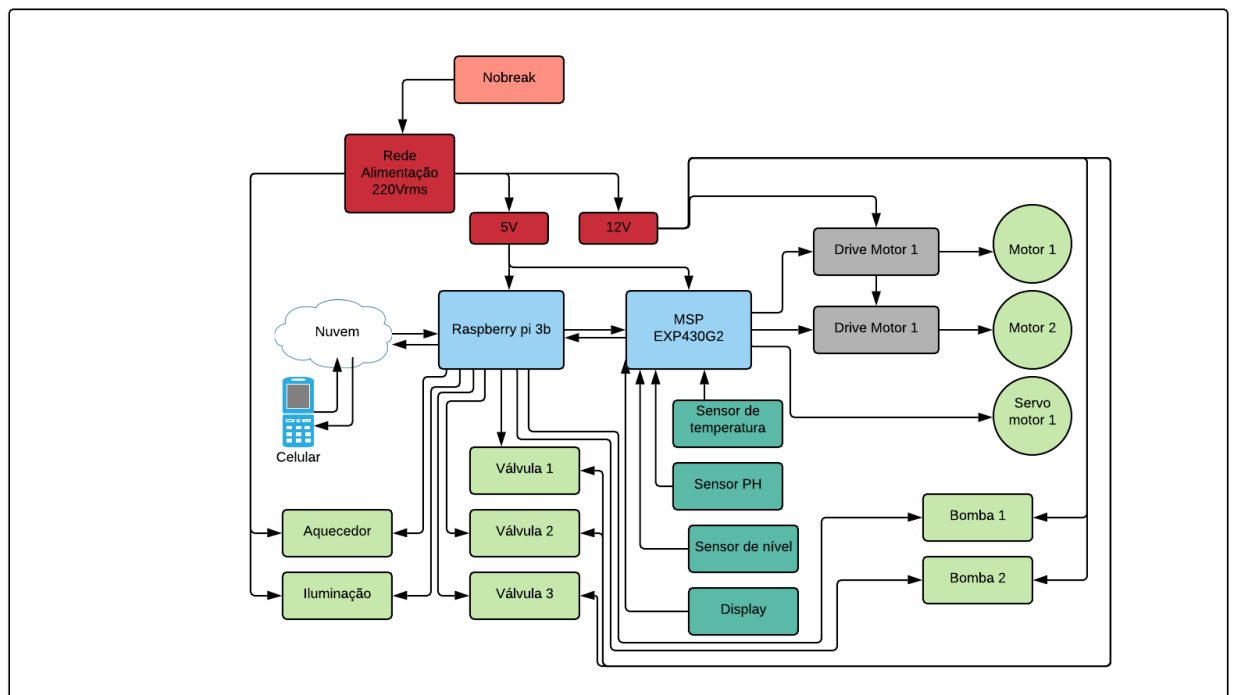 Nobreak
Rede
Alimentação
220Vrms
5V
12V
Drive Motor 1
Motor 1
Nuvem
Raspberry pi 3b
MSP
EXP430G2
Drive Motor 1
Motor 2
Celular
Sensor de
temperatura
Servo
motor 1
Válvula 1
Sensor PH
Aquecedor
Válvula 2
Sensor de nível
Bomba 1
Iluminação
Válvula 3
Display
Bomba 2